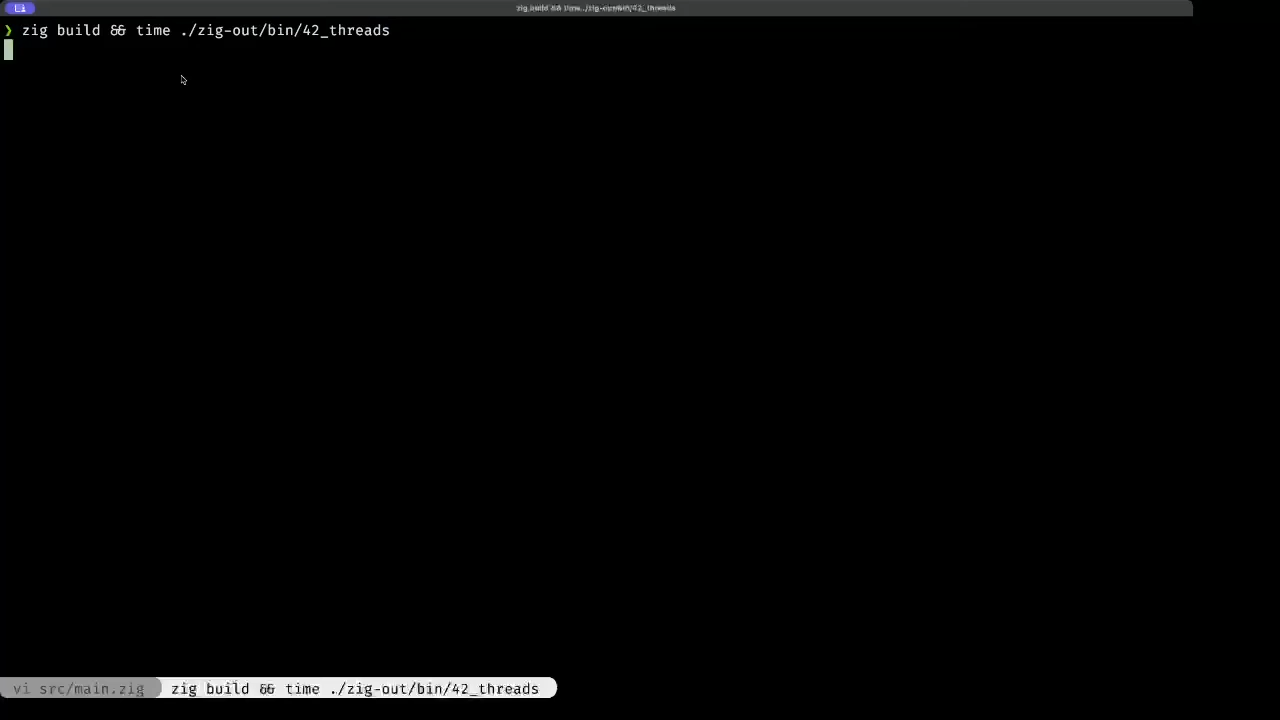 zig build && time ./zig-out/bin/42_threads
❯ zig build && time ./zig-out/bin/42_threads
vi src/main.zig
zig build && time ./zig-out/bin/42_threads